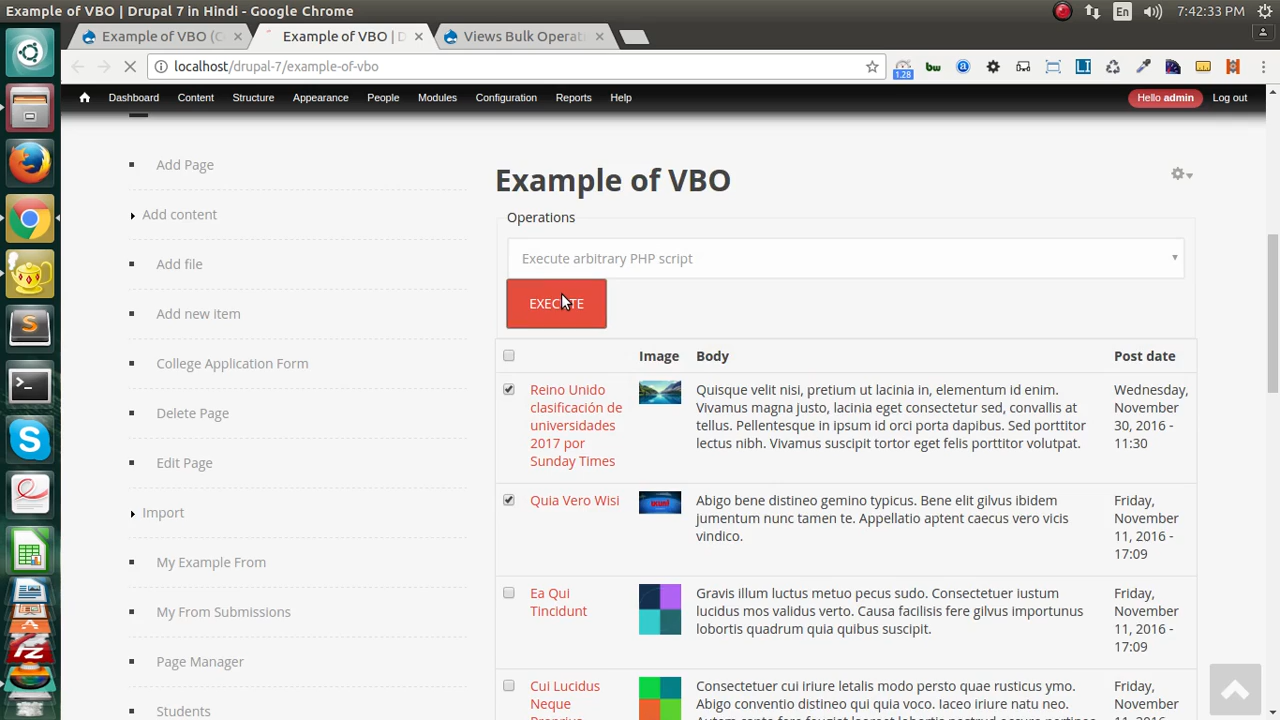 Example of VBO | Drupal 7 in Hindi - Google Chrome
En
7:42:33 PM
Example of VBO (C
Example of VBO | D
Views Bulk Operati
localhost/drupal-7/example-of-vbo
1.28
bw
Dashboard
Content
Structure
Appearance
People
Modules
Configuration
Reports
Help
Hello admin
Log out
Add Page
Add content
Add file
Add new item
College Application Form
Delete Page
Edit Page
Import
My Example From
My From Submissions
Page Manager
Students
Example of VBO
Operations
Execute arbitrary PHP script
EXECUTE
Image
Body
Post date
Reino Unido
clasificación de
universidades
2017 por
Sunday Times
Quisque velit nisi, pretium ut lacinia in, elementum id enim.
Vivamus magna justo, lacinia eget consectetur sed, convallis at
tellus. Pellentesque in ipsum id orci porta dapibus. Sed porttitor
lectus nibh. Vivamus suscipit tortor eget felis porttitor volutpat.
Wednesday,
November
30, 2016 -
11:30
Quia Vero Wisi
Abigo bene distineo gemino typicus. Bene elit gilvus ibidem
jumentum nunc tamen te. Appellatio aptent caecus vero vicis
vindico.
Friday,
November
11, 2016 -
17:09
Ea Qui
Tincidunt
Gravis illum luctus metuo pecus sudo. Consectetuer iustum
lucidus mos validus verto. Causa facilisis fere gilvus importunus
lobortis quadrum quia quibus suscipit.
Friday,
November
11, 2016 -
17:09
Cui Lucidus
Neque
Consectetuer cui iriure letalis modo persto quae rusticus ymo.
Abigo conventio distineo qui quia voco. Iaceo iriure nato neo.
Friday,
November